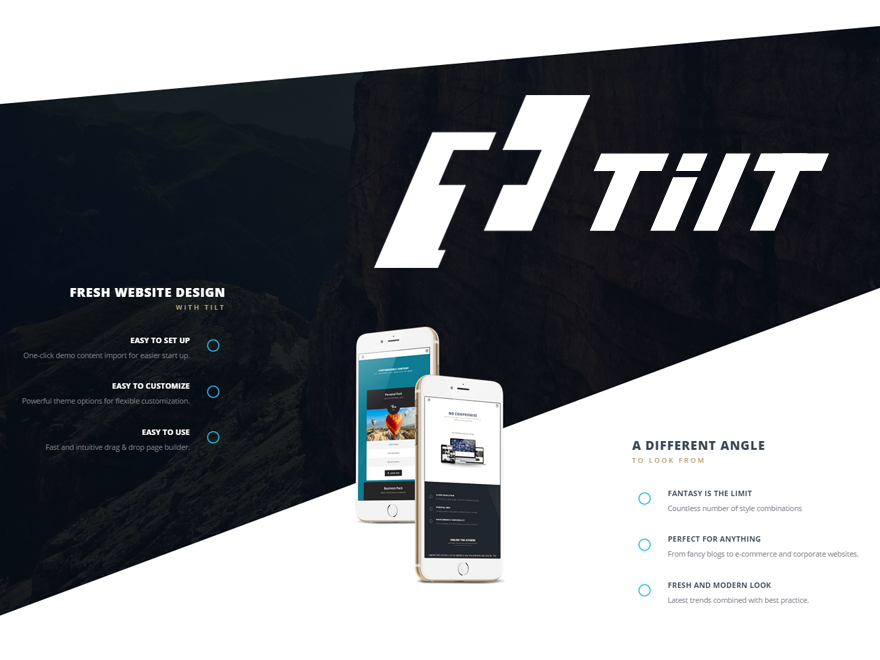 TiLT
FRESH WEBSITE DESIGN
WITH TILT
EASY TO SET UP
One-click demo content import for easier start up.
EASY TO CUSTOMIZE
Powerful theme options for flexible customization.
EASY TO USE
Fast and intuitive drag & drop page builder.
A DIFFERENT ANGLE
TO LOOK FROM
FANTASY IS THE LIMIT
Countless number of style combinations
PERFECT FOR ANYTHING
From fancy blogs to e-commerce and corporate websites.
FRESH AND MODERN LOOK
Latest trends combined with best practice.